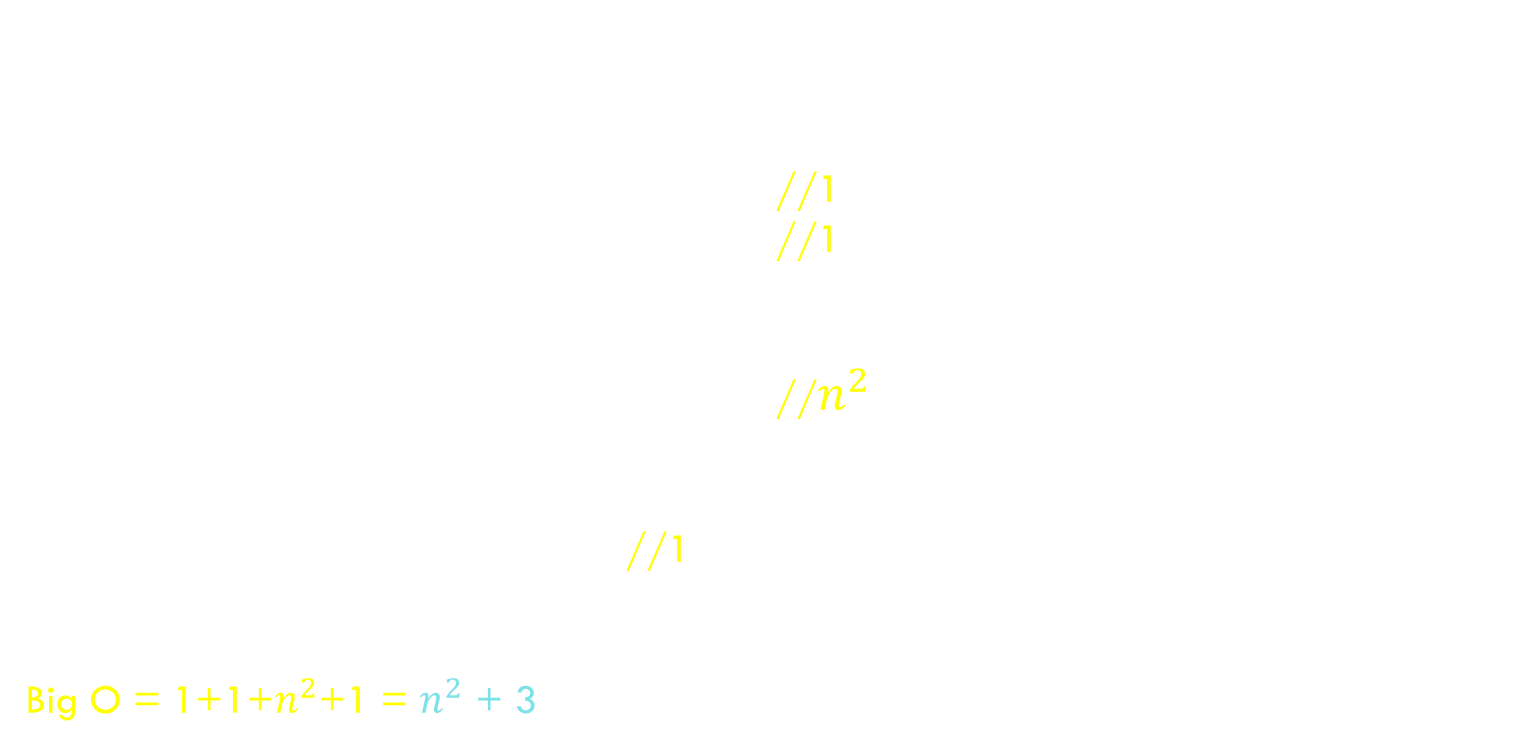 //1
//1
//n²
//1
Big O = 1+1+n²+1 = n² + 3